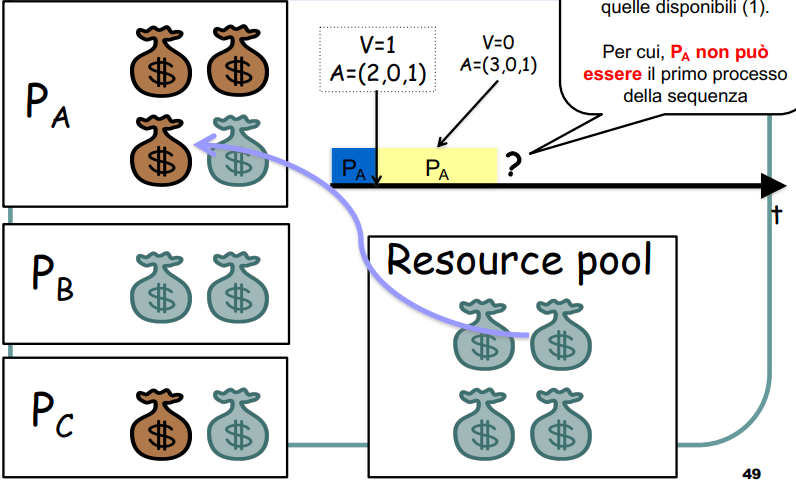 quelle disponibili (1).
Per cui, PA non può
essere il primo processo
della sequenza
V=1
A=(2,0,1)
V=0
A=(3,0,1)
PA
$ $
$ $
PA
PA
?
t
PB
$ $
Resource pool
$ $
$ $
PC
$ $
49